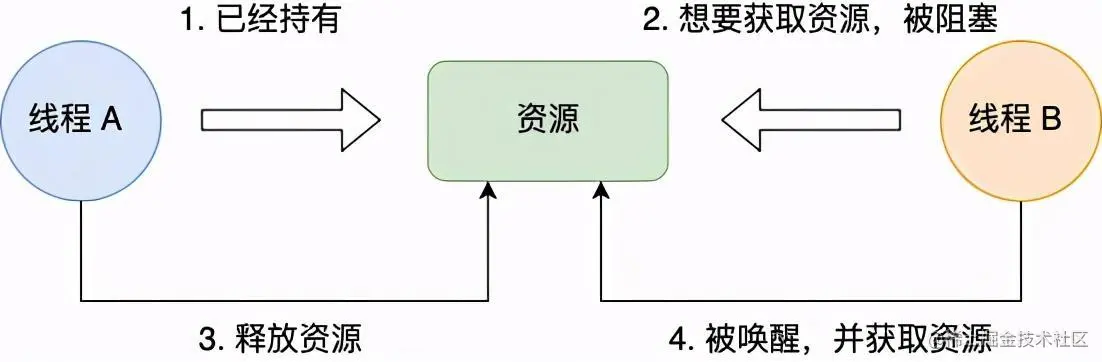 1. 已经持有
2. 想要获取资源，被阻塞
线程 A
资源
线程 B
3. 释放资源
4. 被唤醒，并获取资源
@稀土掘金技术社区